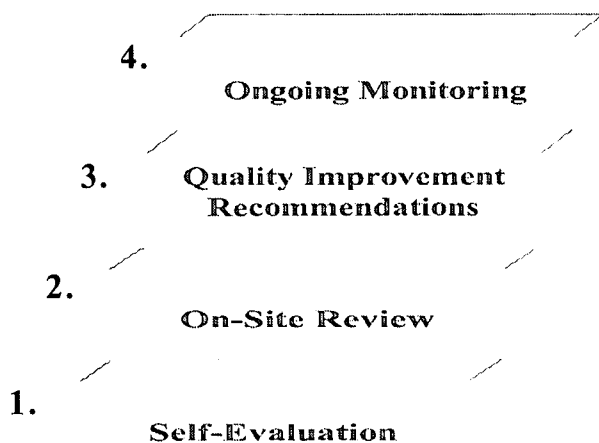 4.
Ongoing Monitoring
3.
Quality Improvement
Recommendations
2.
On-Site Review
1.
Self-Evaluation